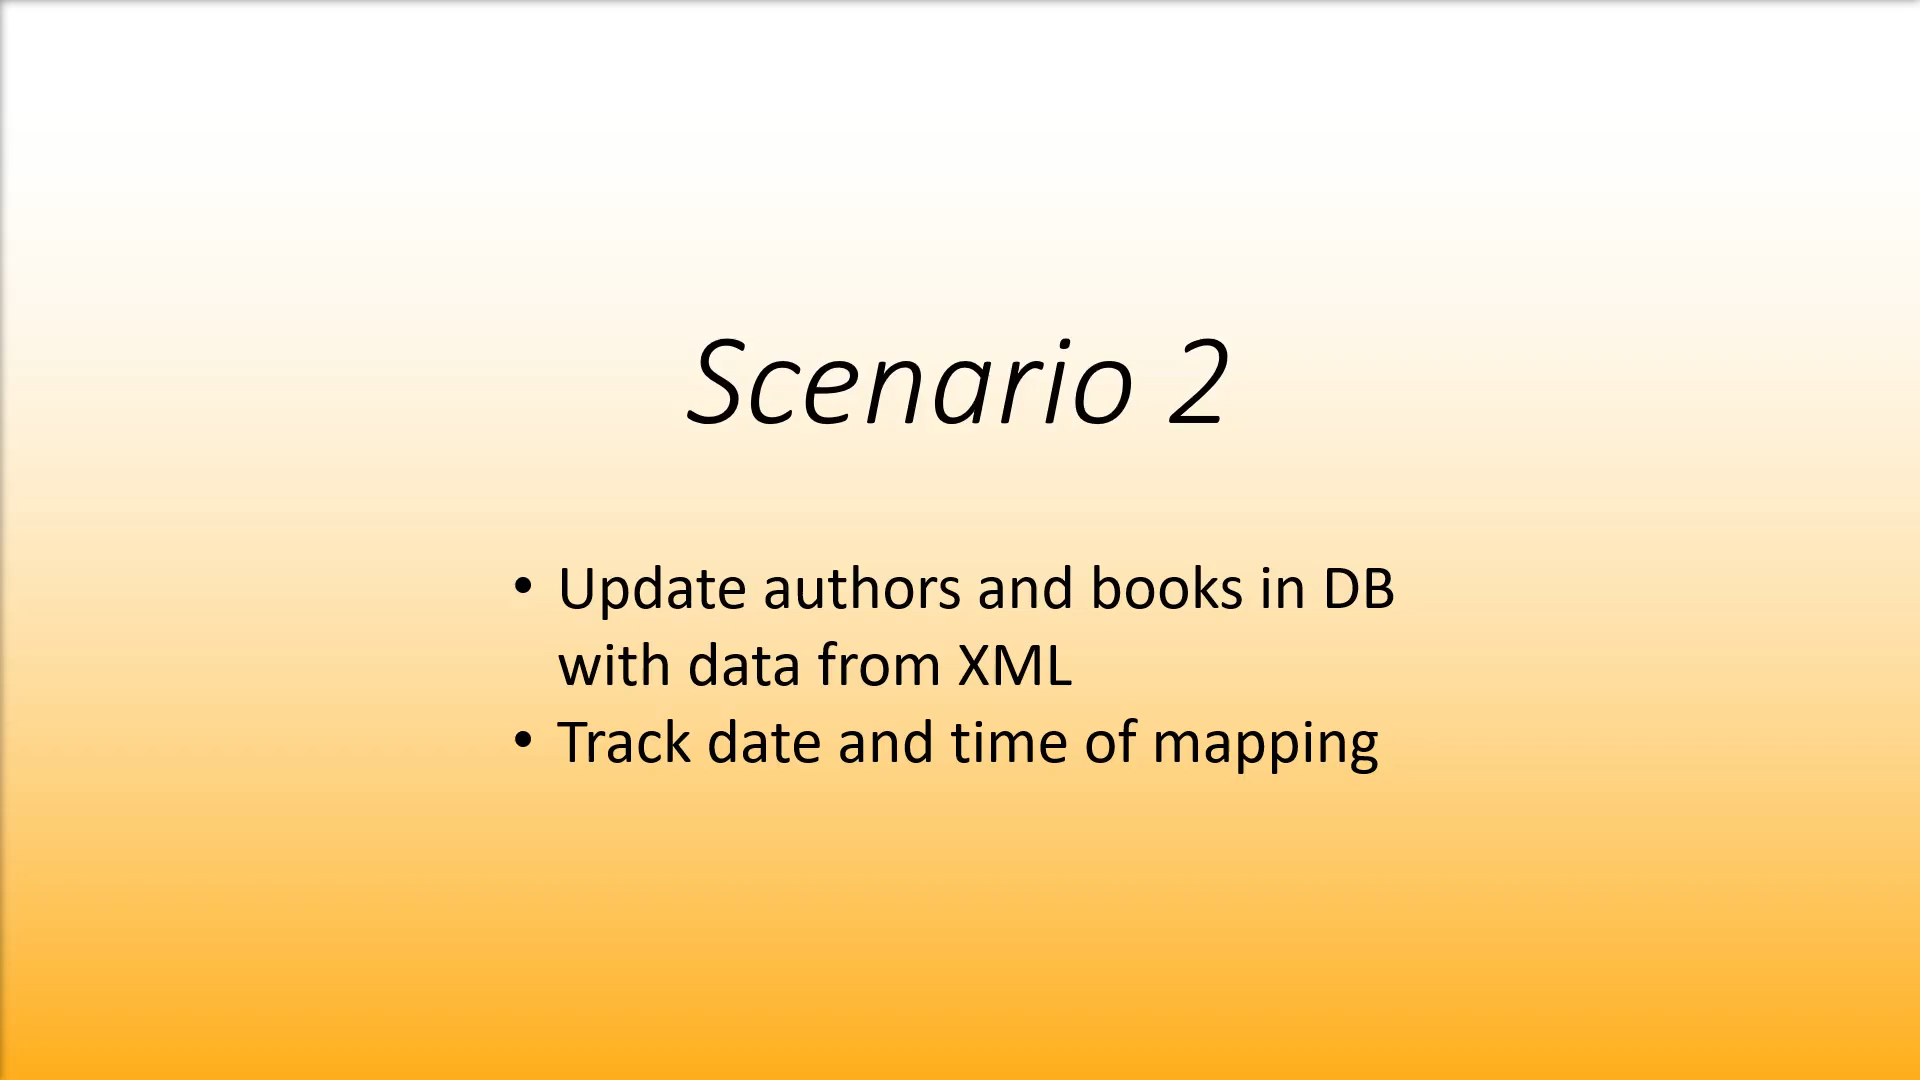 Scenario 2
• Update authors and books in DB
with data from XML
• Track date and time of mapping